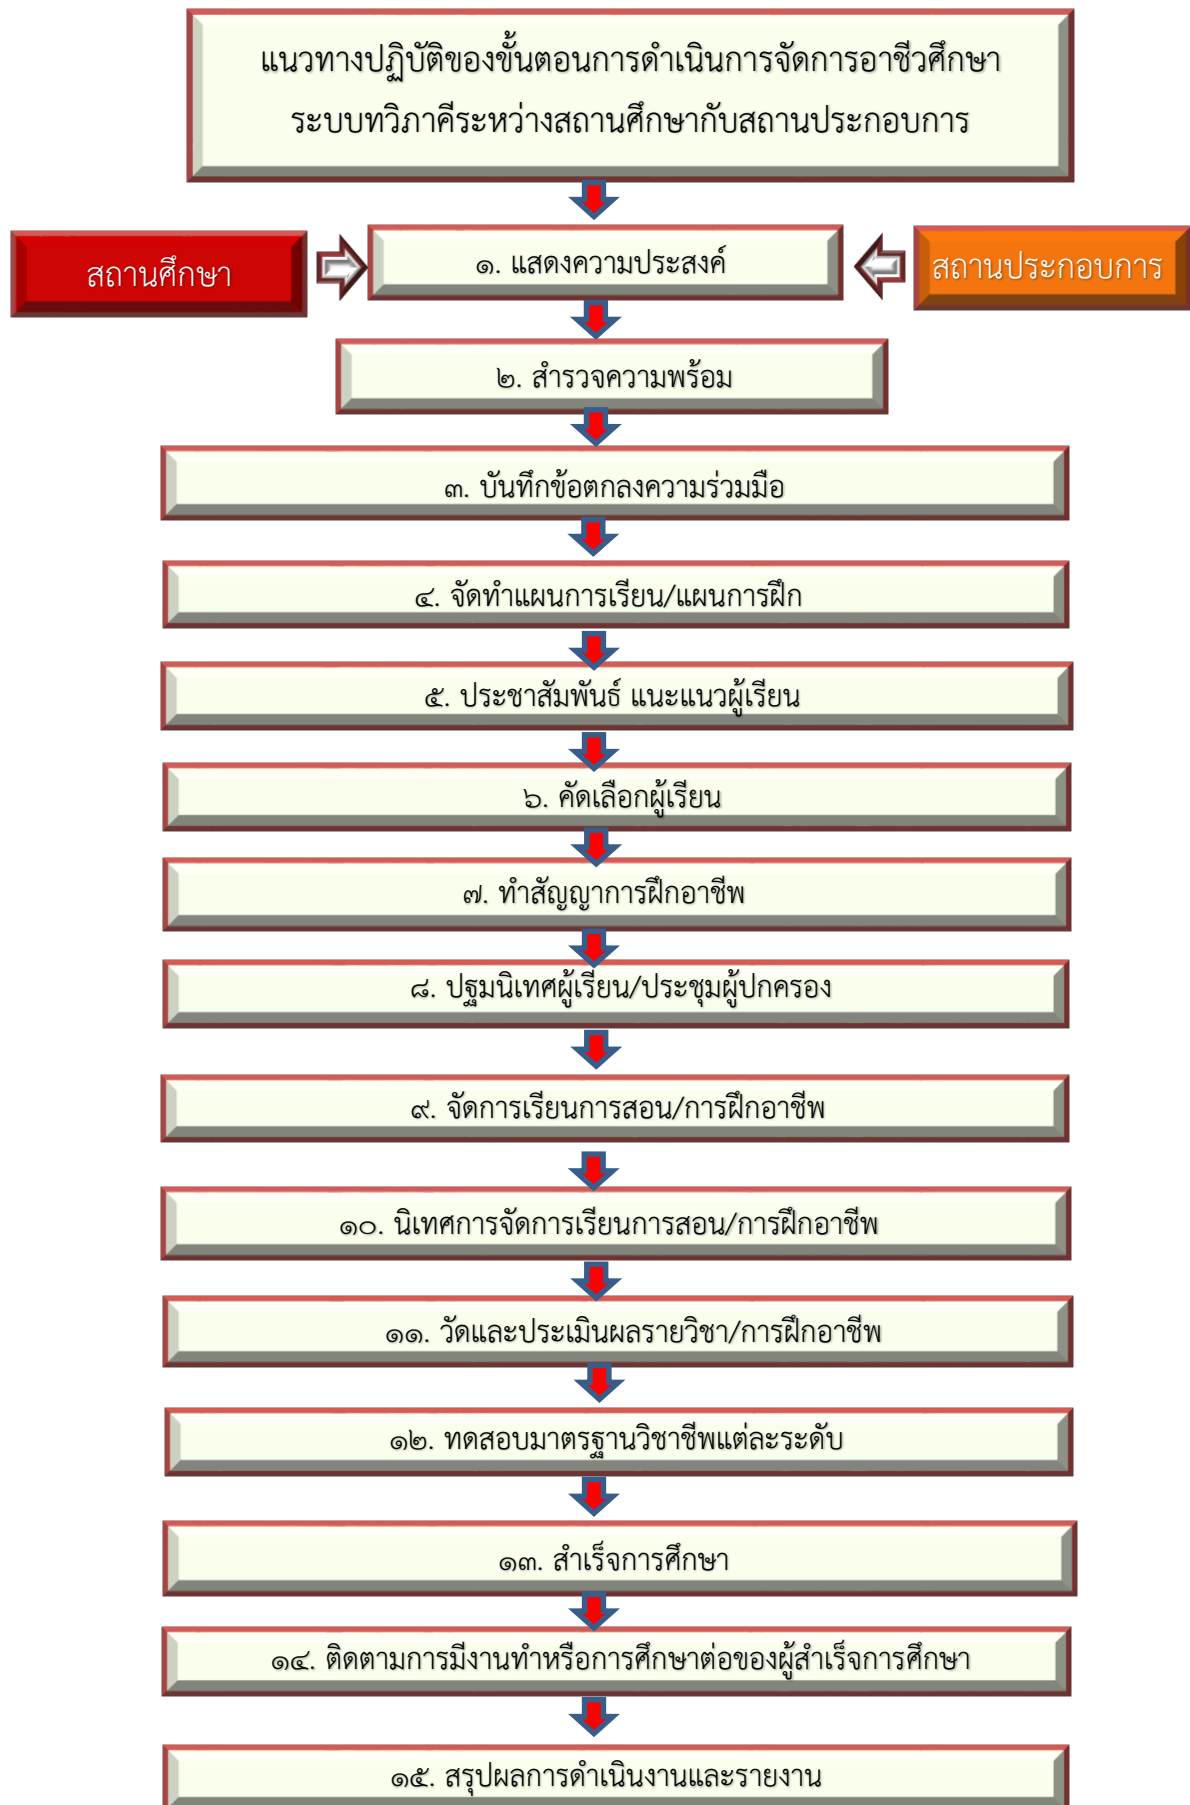 แนวทางปฏิบัติของขั้นตอนการดำเนินการจัดการอาชีวศึกษา
ระบบทวิภาคีระหว่างสถานศึกษากับสถานประกอบการ
สถานศึกษา
๑. แสดงความประสงค์
สถานประกอบการ
๒. สำรวจความพร้อม
๓. บันทึกข้อตกลงความร่วมมือ
๔. จัดทำแผนการเรียน/แผนการฝึก
๕. ประชาสัมพันธ์ แนะแนวผู้เรียน
๖. คัดเลือกผู้เรียน
๗. ทำสัญญาการฝึกอาชีพ
๘. ปฐมนิเทศผู้เรียน/ประชุมผู้ปกครอง
๙. จัดการเรียนการสอน/การฝึกอาชีพ
๑๐. นิเทศการจัดการเรียนการสอน/การฝึกอาชีพ
๑๑. วัดและประเมินผลรายวิชา/การฝึกอาชีพ
๑๒. ทดสอบมาตรฐานวิชาชีพแต่ละระดับ
๑๓. สำเร็จการศึกษา
๑๔. ติดตามการมีงานทำหรือการศึกษาต่อของผู้สำเร็จการศึกษา
๑๕. สรุปผลการดำเนินงานและรายงาน